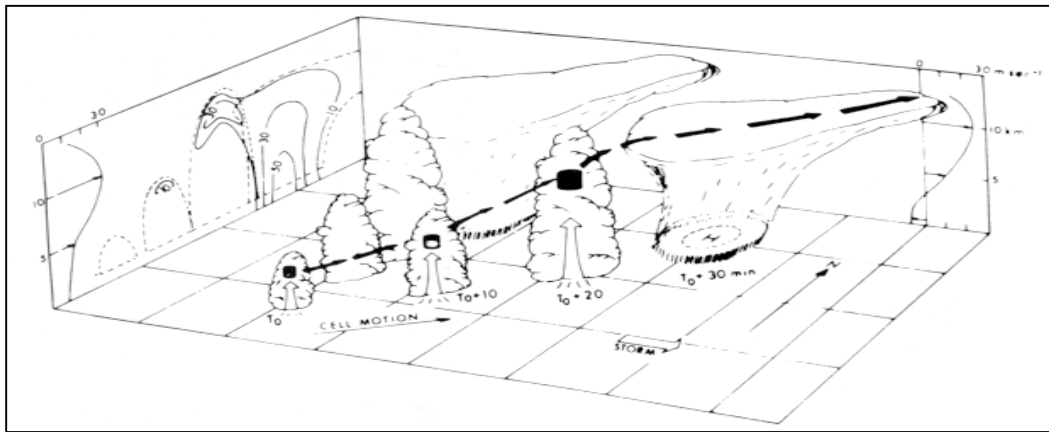 0 30 m sec⁻¹
10 km
5
0 30
10
5
30
50
10
T₀
T₀+10
T₀+20
T₀+30 min
H
CELL MOTION
STORM
N